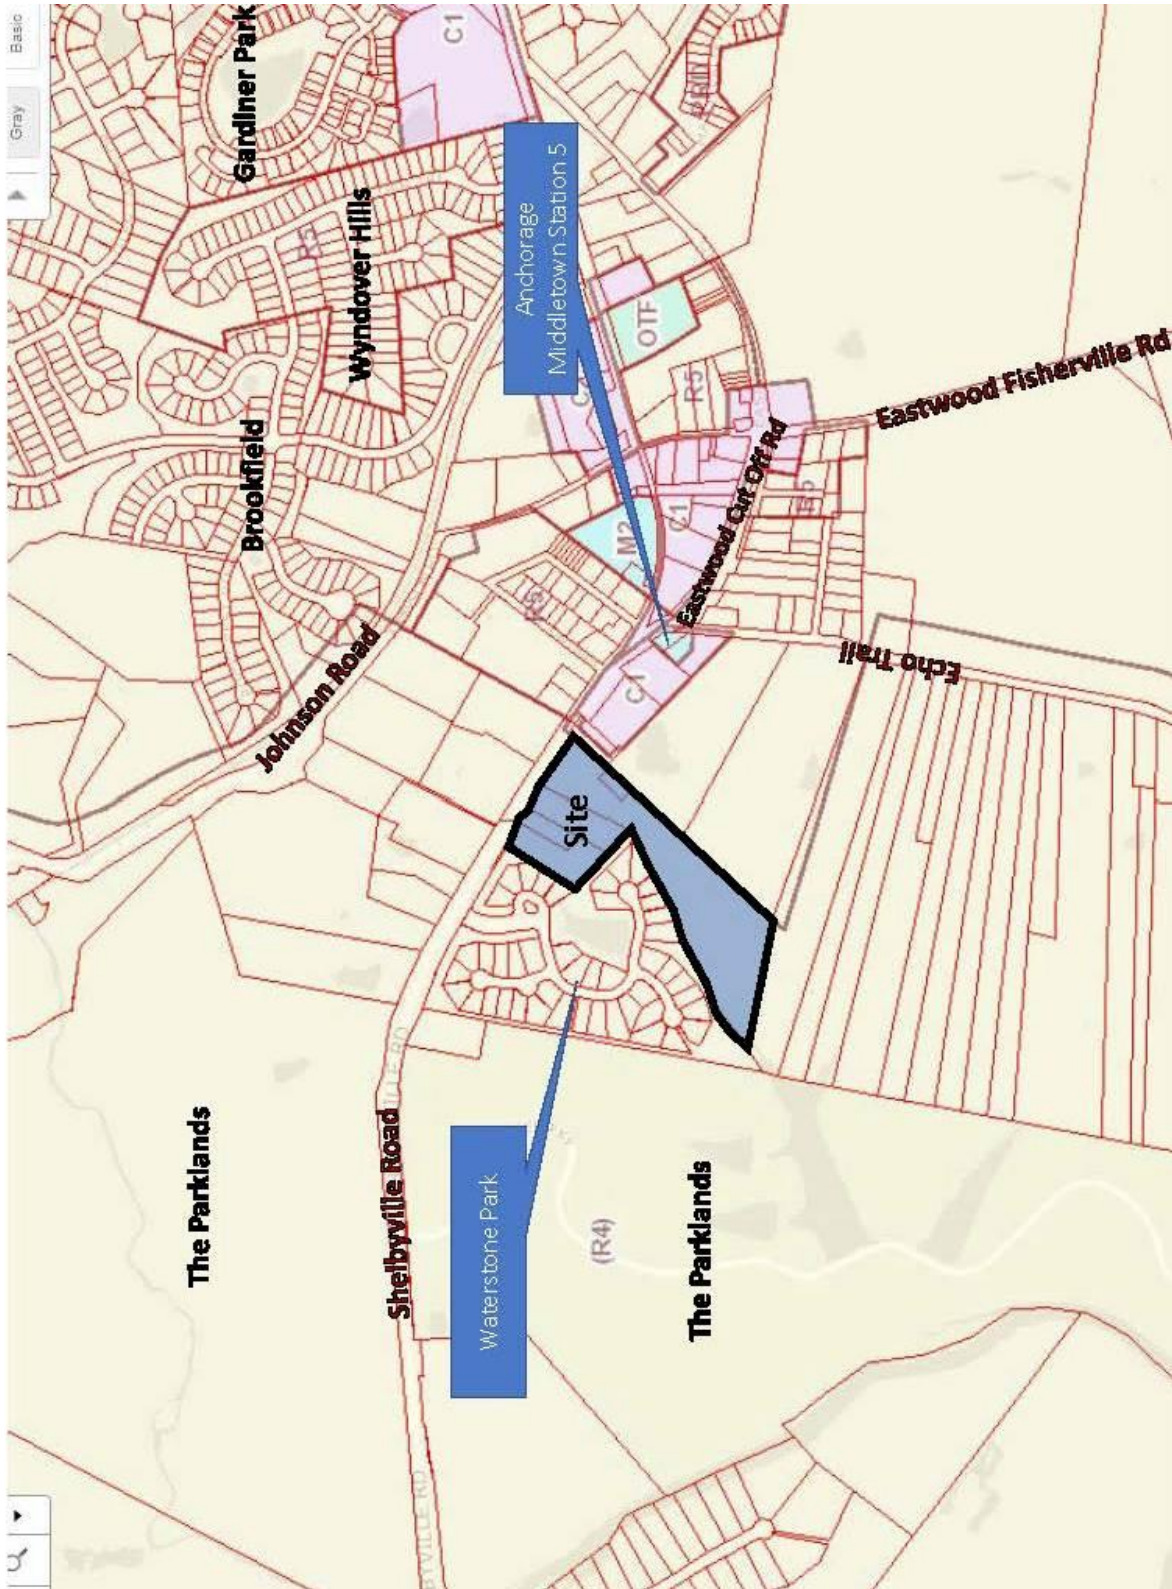 Basic
Gray
Gardiner Park
C1
Wyndover Hills
R5
Brookfield
Anchorage
Middletown Station 5
OTF
R5
M2
C1
Eastwood Cut Off Rd
Eastwood Fisherville Rd
R5
Johnson Road
C1
Echo Trail
Site
The Parklands
Shelbyville Road
Waterstone Park
(R4)
The Parklands
BYVILLE RD